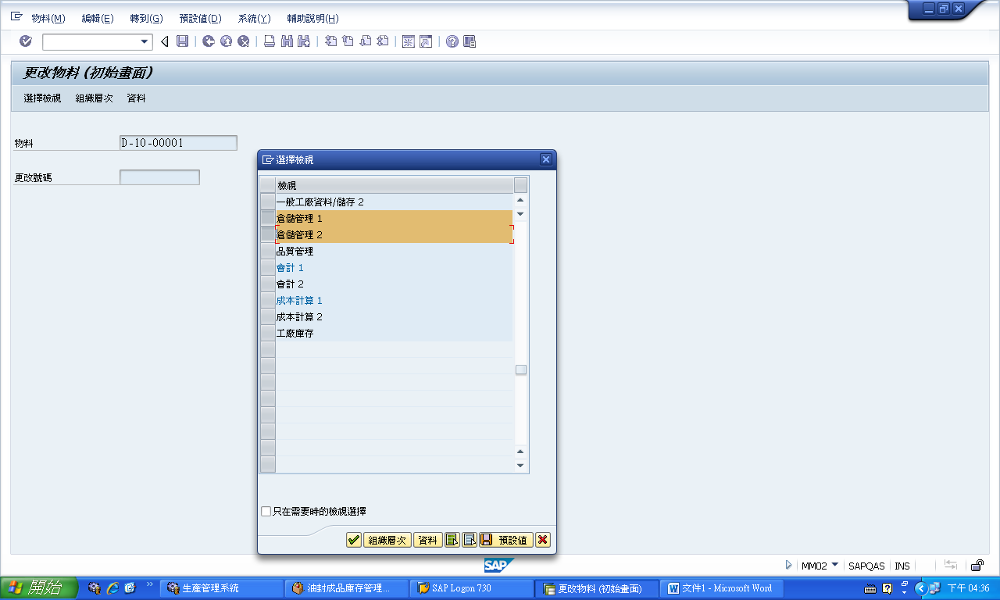 物料(M) 編輯(E) 轉到(G) 預設值(D) 系統(Y) 輔助說明(H)
更改物料 (初始畫面)
選擇檢視 組織層次 資料
物料 D-10-00001
更改號碼
選擇檢視
檢視
一般工廠資料/儲存 2
倉儲管理 1
倉儲管理 2
品質管理
會計 1
會計 2
成本計算 1
成本計算 2
工廠庫存
只在需要時的檢視選擇
組織層次 資料 預設值
SAP MM02 SAPQAS INS
開始 生產管理系統 油封成品庫存管理... SAP Logon 730 更改物料 (初始畫面) 文件1 - Microsoft Word 下午 04:36